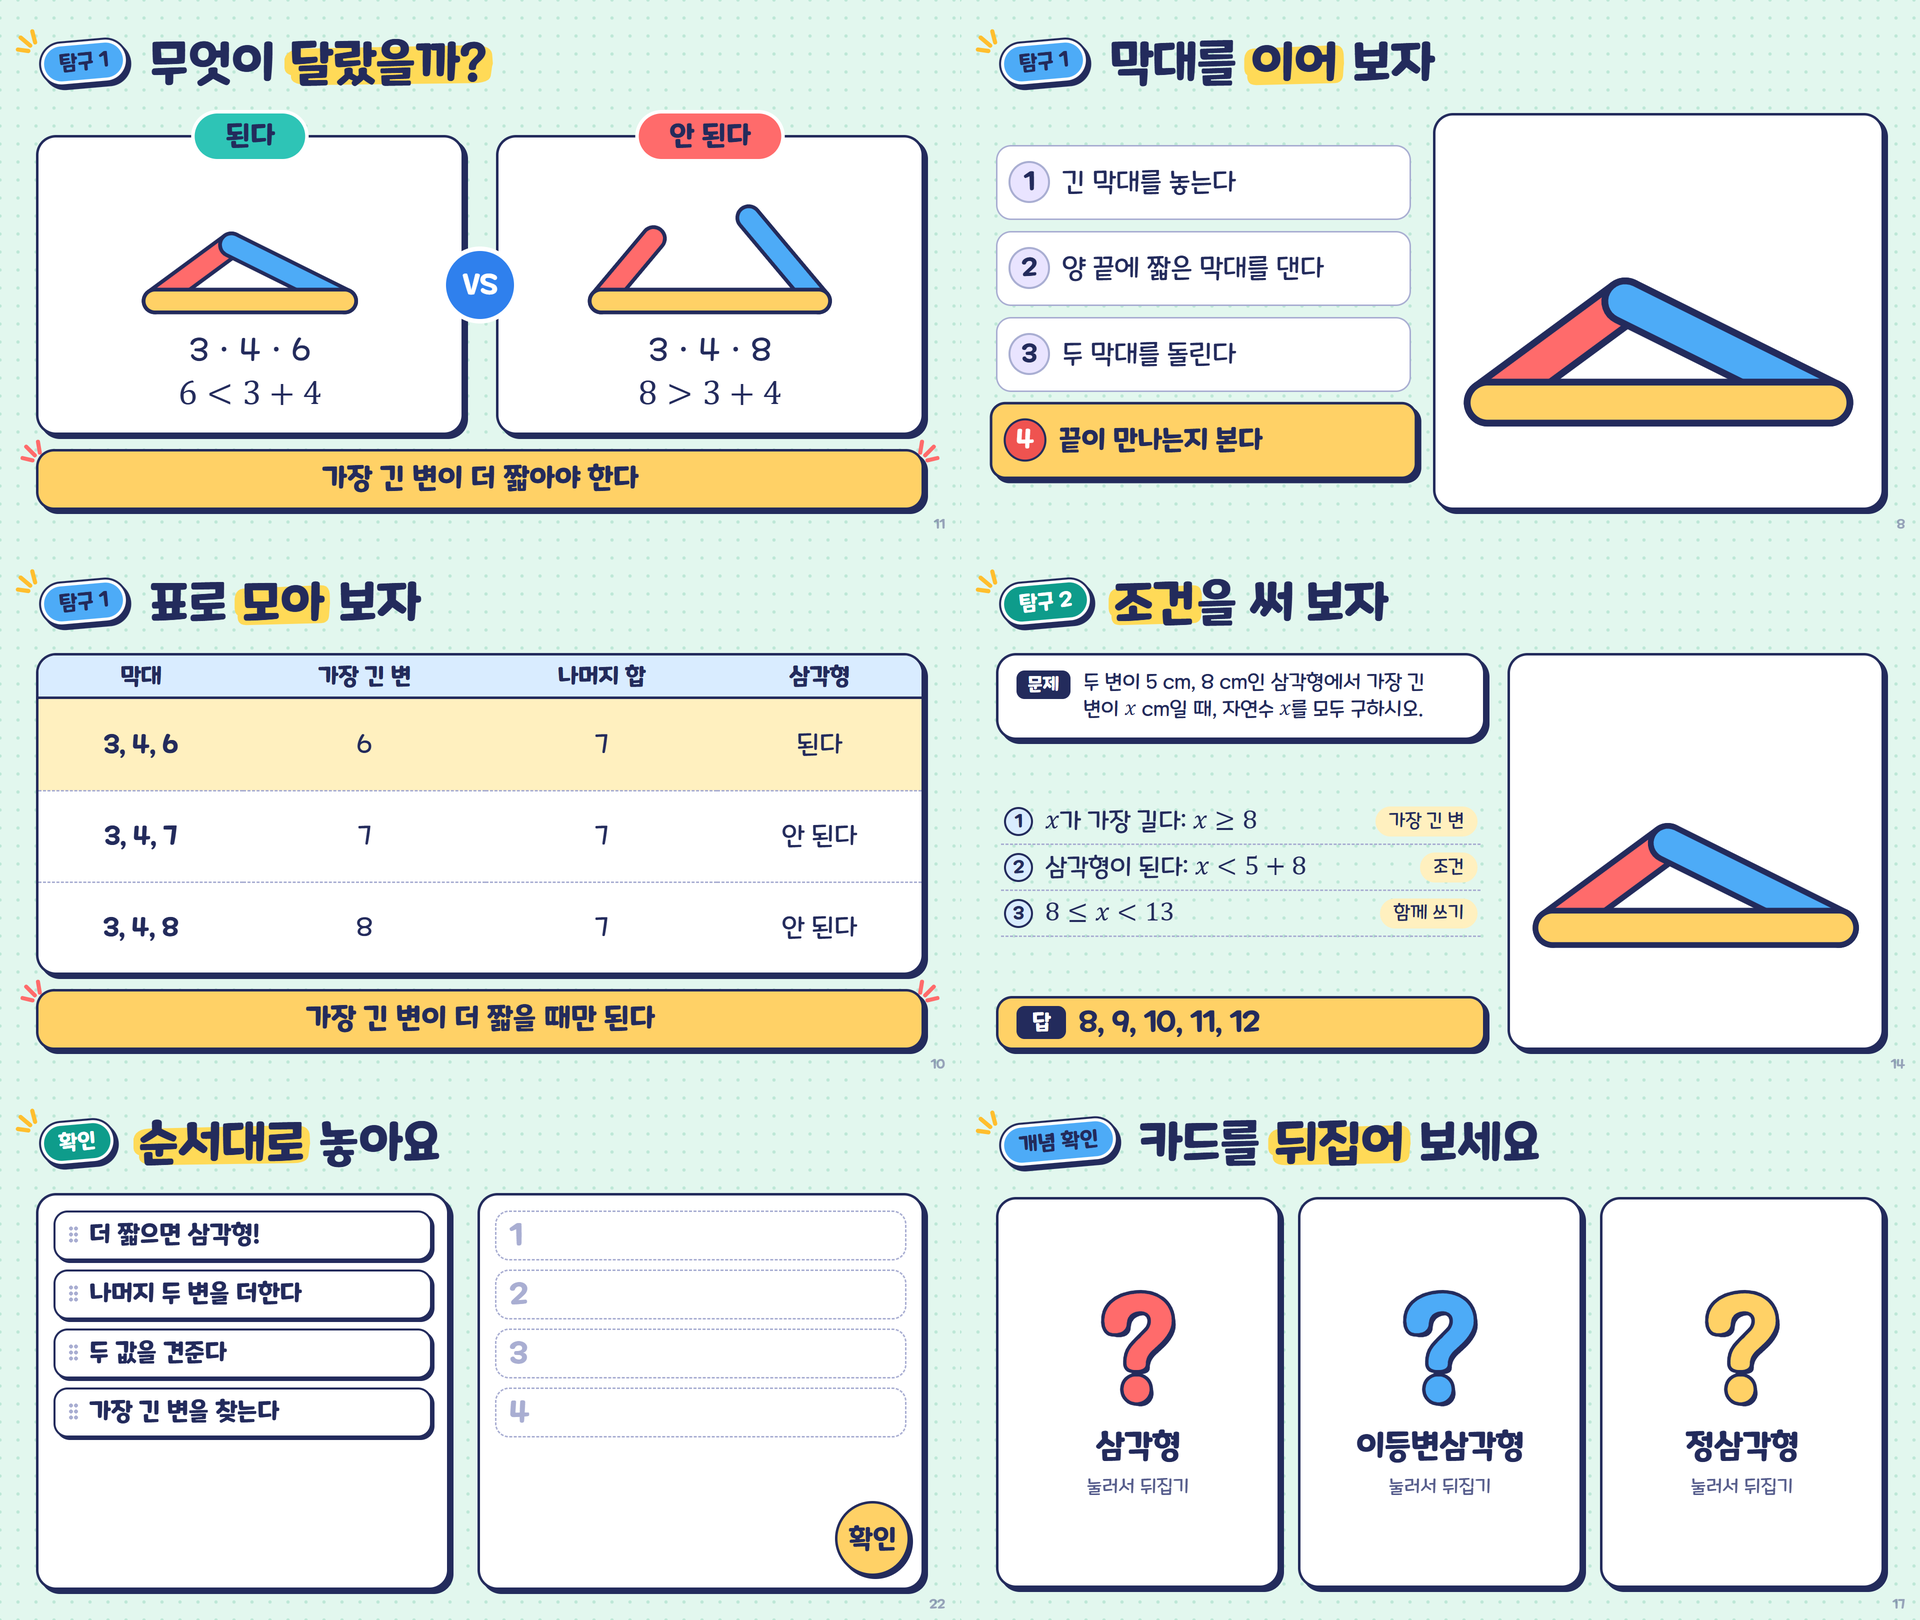 탐구 1 무엇이 달랐을까?
된다
안 된다
VS
3 · 4 · 6
6 < 3 + 4
3 · 4 · 8
8 > 3 + 4
가장 긴 변이 더 짧아야 한다
11
탐구 1 막대를 이어 보자
1 긴 막대를 놓는다
2 양 끝에 짧은 막대를 댄다
3 두 막대를 돌린다
4 끝이 만나는지 본다
8
탐구 1 표로 모아 보자
막대 가장 긴 변 나머지 합 삼각형
3, 4, 6 6 7 된다
3, 4, 7 7 7 안 된다
3, 4, 8 8 7 안 된다
가장 긴 변이 더 짧을 때만 된다
10
탐구 2 조건을 써 보자
문제 두 변이 5 cm, 8 cm인 삼각형에서 가장 긴
변이 x cm일 때, 자연수 x를 모두 구하시오.
1 x가 가장 길다: x ≥ 8 가장 긴 변
2 삼각형이 된다: x < 5 + 8 조건
3 8 ≤ x < 13 함께 쓰기
답 8, 9, 10, 11, 12
14
확인 순서대로 놓아요
더 짧으면 삼각형!
나머지 두 변을 더한다
두 값을 견준다
가장 긴 변을 찾는다
1
2
3
4
확인
22
개념 확인 카드를 뒤집어 보세요
? ? ?
삼각형 이등변삼각형 정삼각형
눌러서 뒤집기 눌러서 뒤집기 눌러서 뒤집기
17